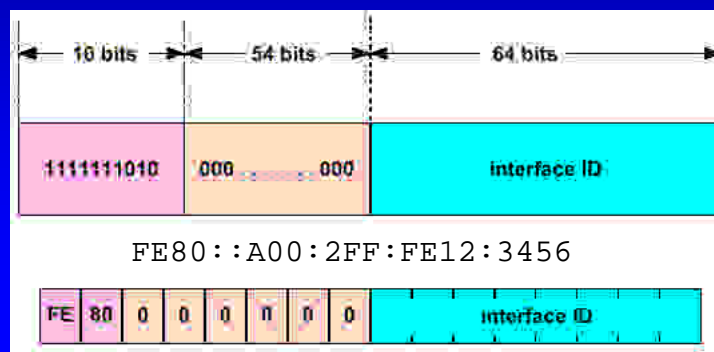 10 bits 54 bits 64 bits
1111111010 000 ........ 000 interface ID
FE80::A00:2FF:FE12:3456
FE 80 0 0 0 0 0 0 interface ID